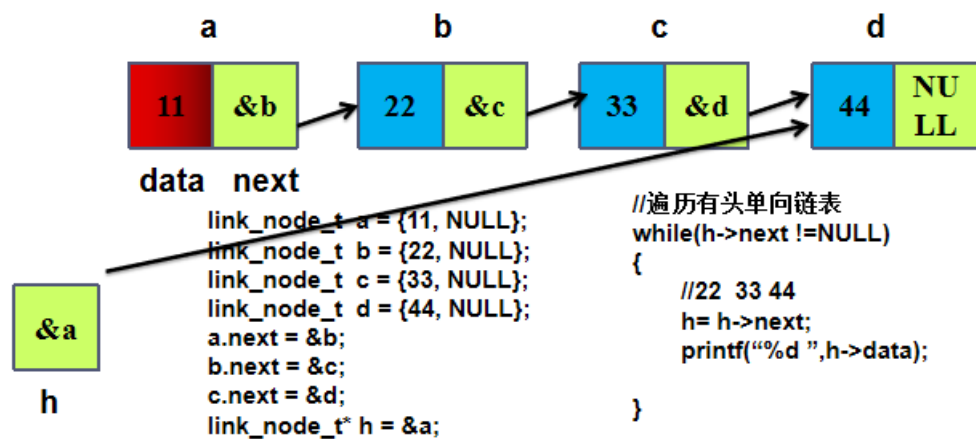 a b c d
11 &b 22 &c 33 &d 44 NU
LL
data next
link_node_t a = {11, NULL};
link_node_t b = {22, NULL};
link_node_t c = {33, NULL};
link_node_t d = {44, NULL};
a.next = &b;
b.next = &c;
c.next = &d;
link_node_t* h = &a;
&a
h
//遍历有头单向链表
while(h->next !=NULL)
{
//22 33 44
h= h->next;
printf(“%d ”,h->data);
}